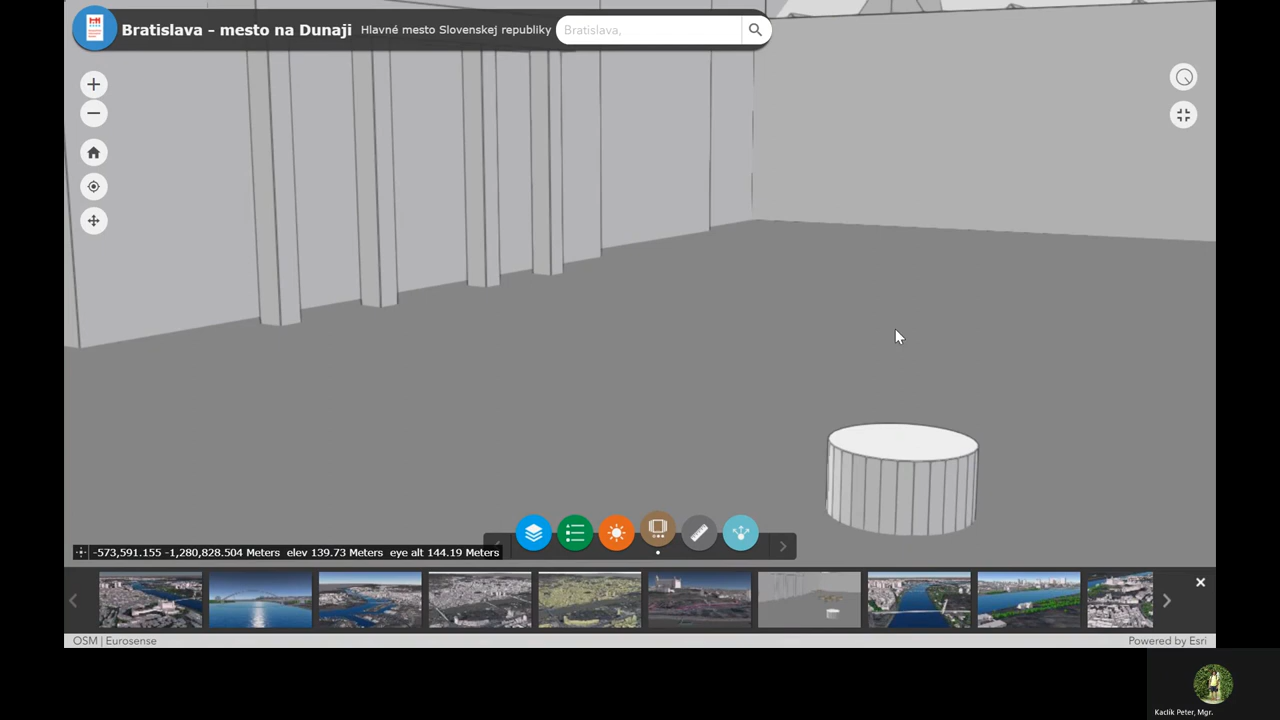 Bratislava - mesto na Dunaji Hlavné mesto Slovenskej republiky Bratislava,
-573,591.155 -1,280,828.504 Meters elev 139.73 Meters eye alt 144.19 Meters
OSM | Eurosense
Powered by Esri
Kaclík Peter, Mgr.